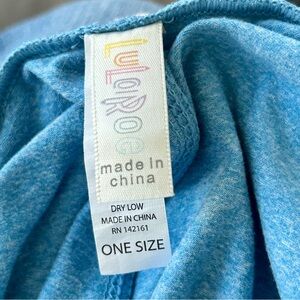 LuLaRoe
made in
china
DRY LOW
MADE IN CHINA
RN 142161
ONE SIZE